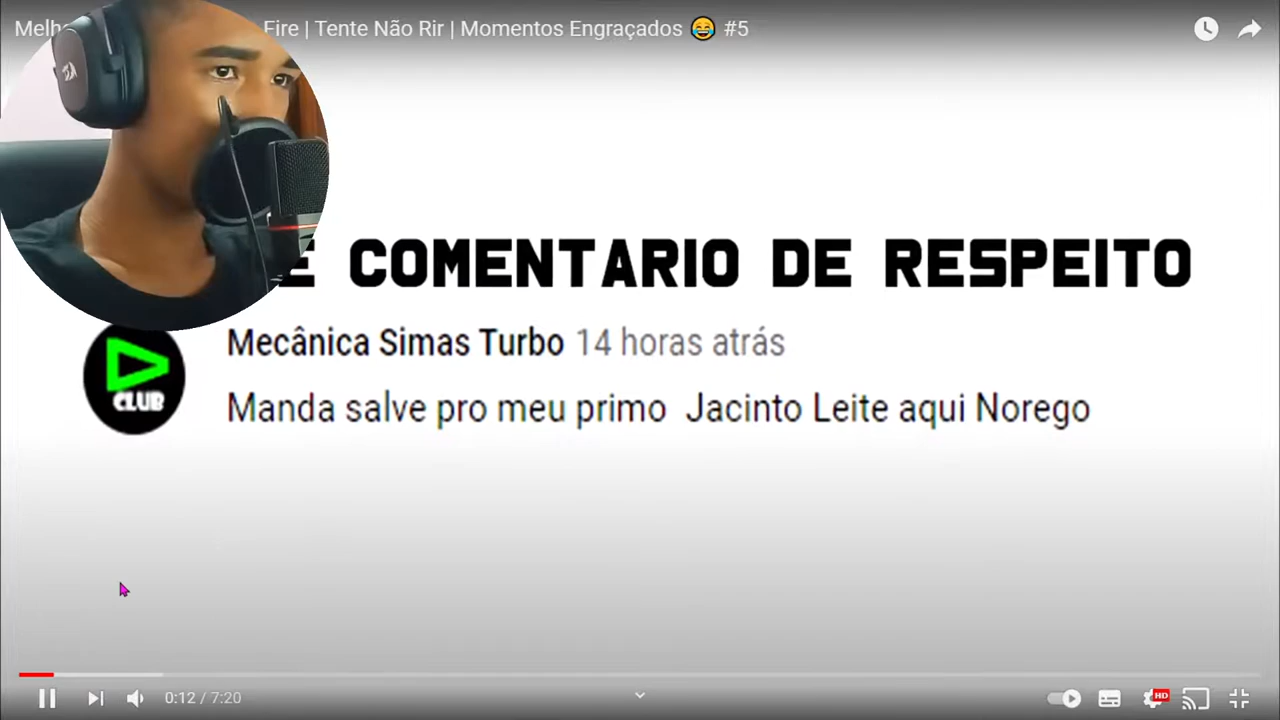 Fire | Tente Não Rir | Momentos Engraçados 😂 #5
COMENTARIO DE RESPEITO
Mecânica Simas Turbo 14 horas atrás
CLUB
Manda salve pro meu primo Jacinto Leite aqui Norego
0:12 / 7:20
HD